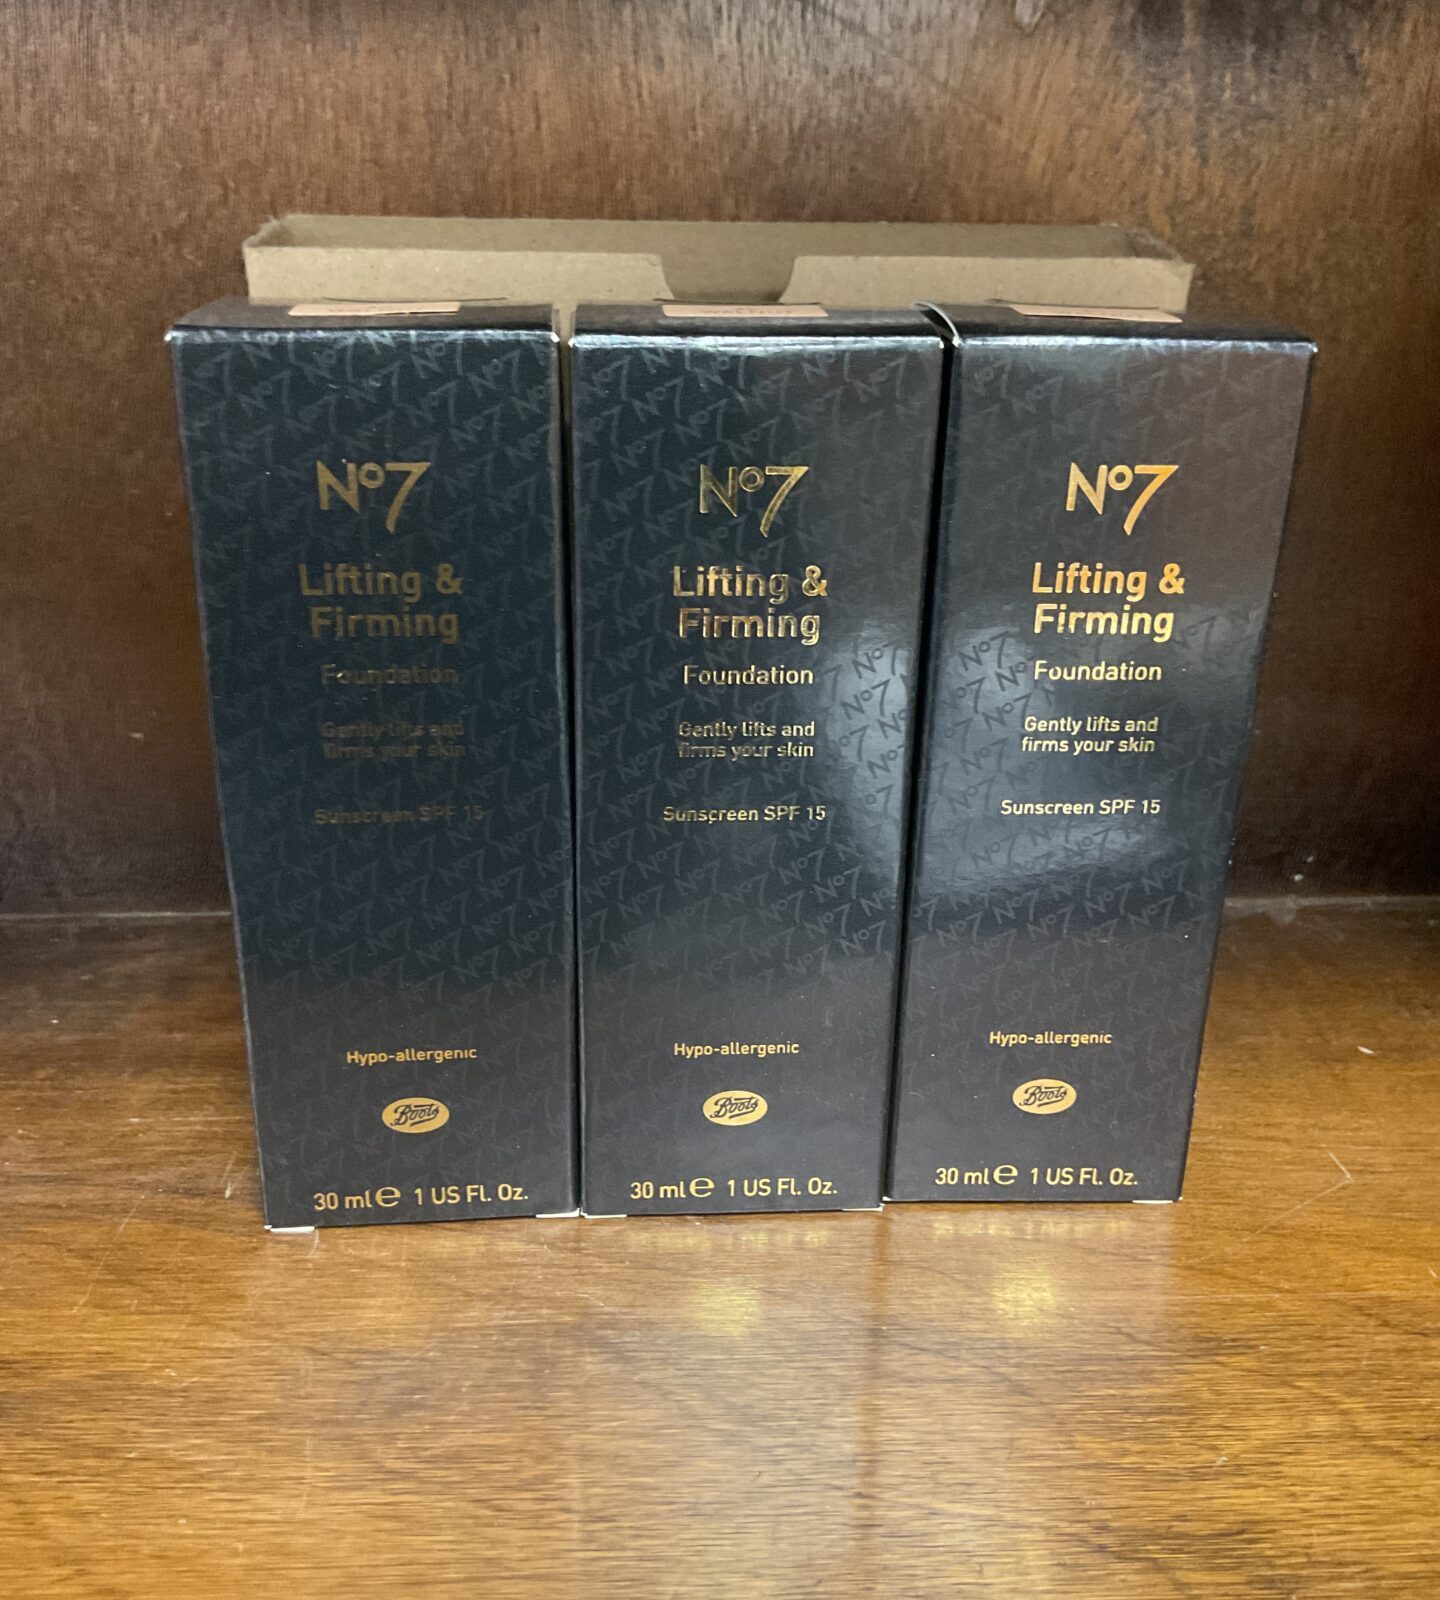 No7
Lifting &
Firming
Foundation
Gently lifts and
firms your skin
Sunscreen SPF 15
Hypo-allergenic
Boots
30 ml e 1 US Fl. Oz.
WALNUT
No7
Lifting &
Firming
Foundation
Gently lifts and
firms your skin
Sunscreen SPF 15
Hypo-allergenic
Boots
30 ml e 1 US Fl. Oz.
No7
Lifting &
Firming
Foundation
Gently lifts and
firms your skin
Sunscreen SPF 15
Hypo-allergenic
Boots
30 ml e 1 US Fl. Oz.